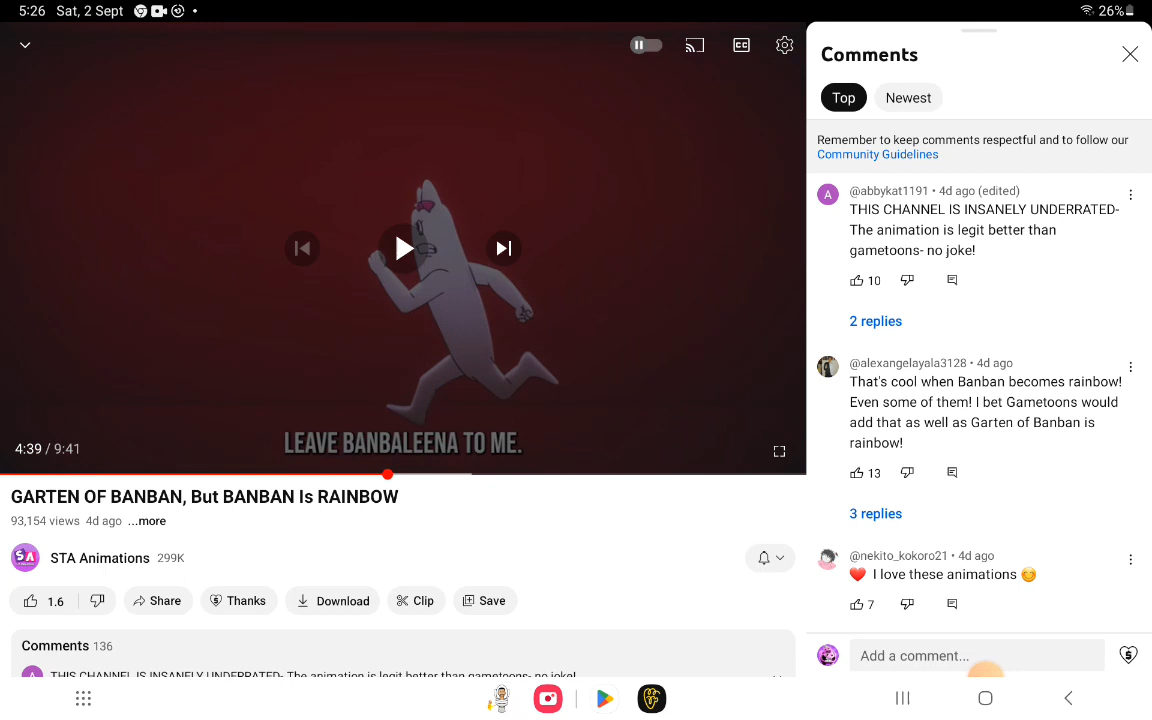 5:26 Sat, 2 Sept
26%
CC
LEAVE BANBALEENA TO ME.
4:39 / 9:41
GARTEN OF BANBAN, But BANBAN Is RAINBOW
93,154 views 4d ago ...more
SA
STA Animations 299K
1.6 Share Thanks Download Clip Save
Comments 136
A THIS CHANNEL IS INSANELY UNDERRATED- The animation is legit better than gametoons- no joke!
Comments
Top Newest
Remember to keep comments respectful and to follow our
Community Guidelines
A @abbykat1191 • 4d ago (edited)
THIS CHANNEL IS INSANELY UNDERRATED-
The animation is legit better than
gametoons- no joke!
10
2 replies
@alexangelayala3128 • 4d ago
That's cool when Banban becomes rainbow!
Even some of them! I bet Gametoons would
add that as well as Garten of Banban is
rainbow!
13
3 replies
@nekito_kokoro21 • 4d ago
❤️ I love these animations 😊
7
Add a comment...